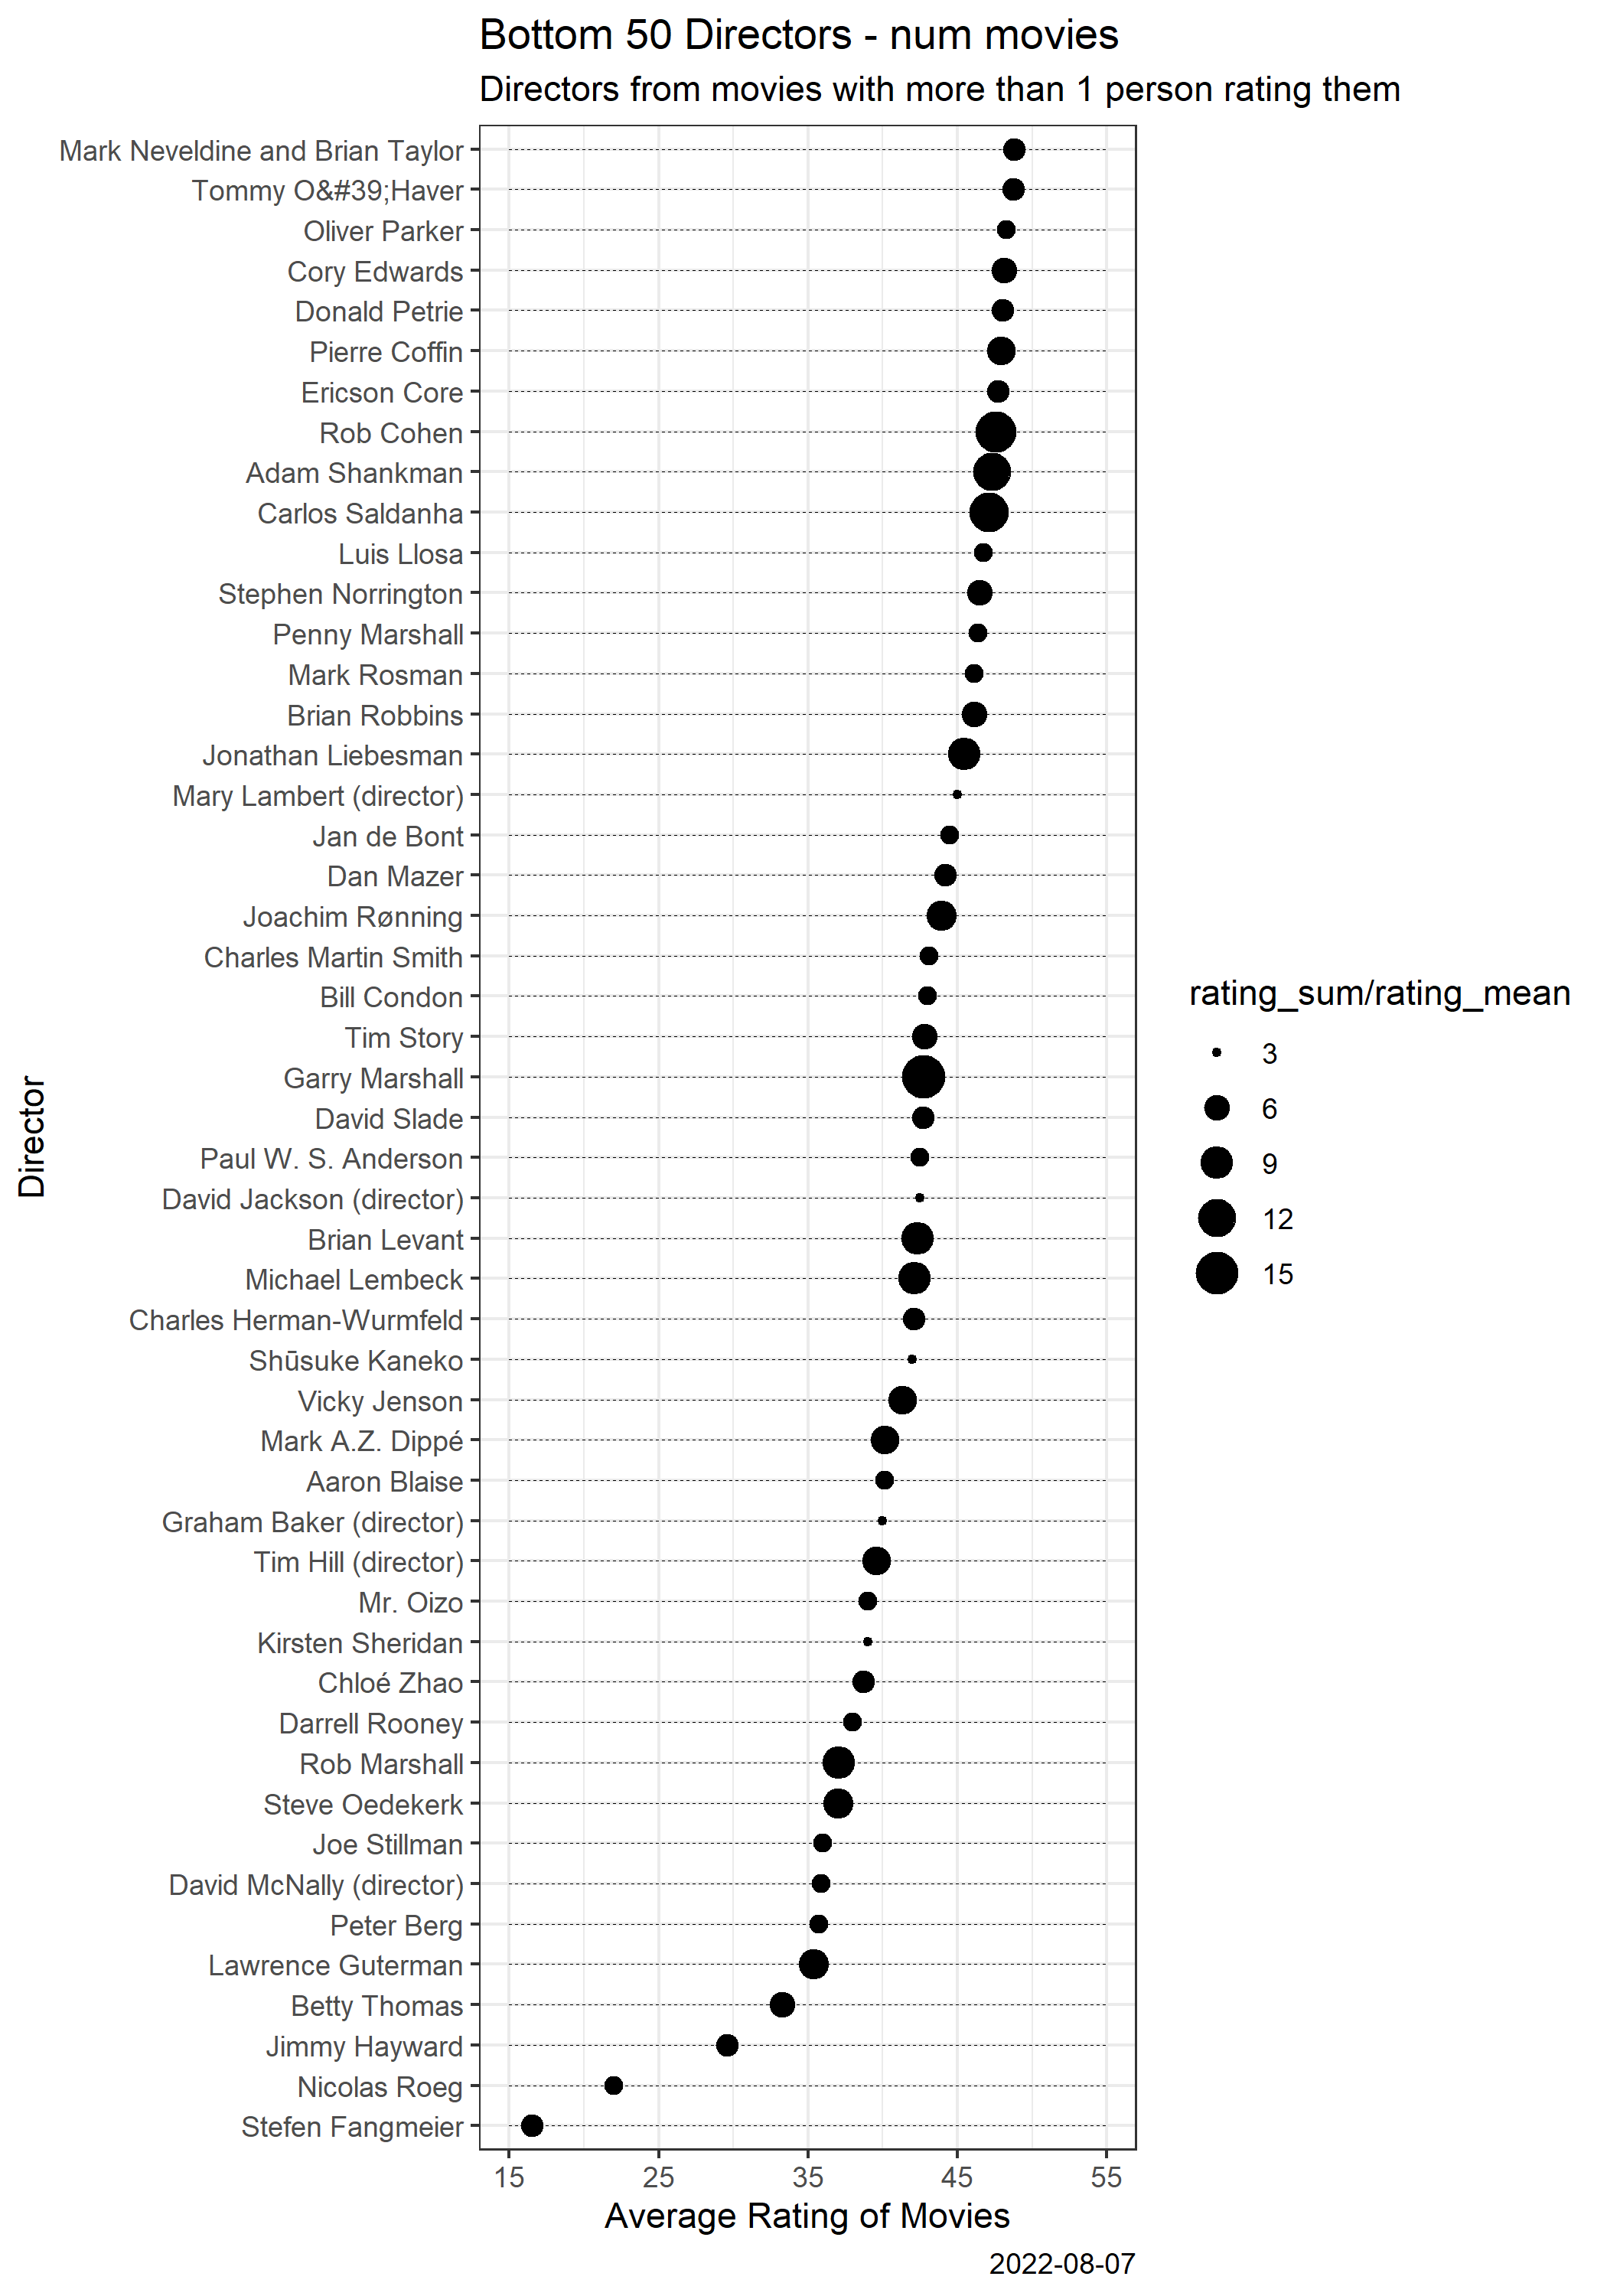 Bottom 50 Directors - num movies
Directors from movies with more than 1 person rating them
Director
Mark Neveldine and Brian Taylor
Tommy O&#39;Haver
Oliver Parker
Cory Edwards
Donald Petrie
Pierre Coffin
Ericson Core
Rob Cohen
Adam Shankman
Carlos Saldanha
Luis Llosa
Stephen Norrington
Penny Marshall
Mark Rosman
Brian Robbins
Jonathan Liebesman
Mary Lambert (director)
Jan de Bont
Dan Mazer
Joachim Rønning
Charles Martin Smith
Bill Condon
Tim Story
Garry Marshall
David Slade
Paul W. S. Anderson
David Jackson (director)
Brian Levant
Michael Lembeck
Charles Herman-Wurmfeld
Shūsuke Kaneko
Vicky Jenson
Mark A.Z. Dippé
Aaron Blaise
Graham Baker (director)
Tim Hill (director)
Mr. Oizo
Kirsten Sheridan
Chloé Zhao
Darrell Rooney
Rob Marshall
Steve Oedekerk
Joe Stillman
David McNally (director)
Peter Berg
Lawrence Guterman
Betty Thomas
Jimmy Hayward
Nicolas Roeg
Stefen Fangmeier
15 25 35 45 55
Average Rating of Movies
rating_sum/rating_mean
3
6
9
12
15
2022-08-07